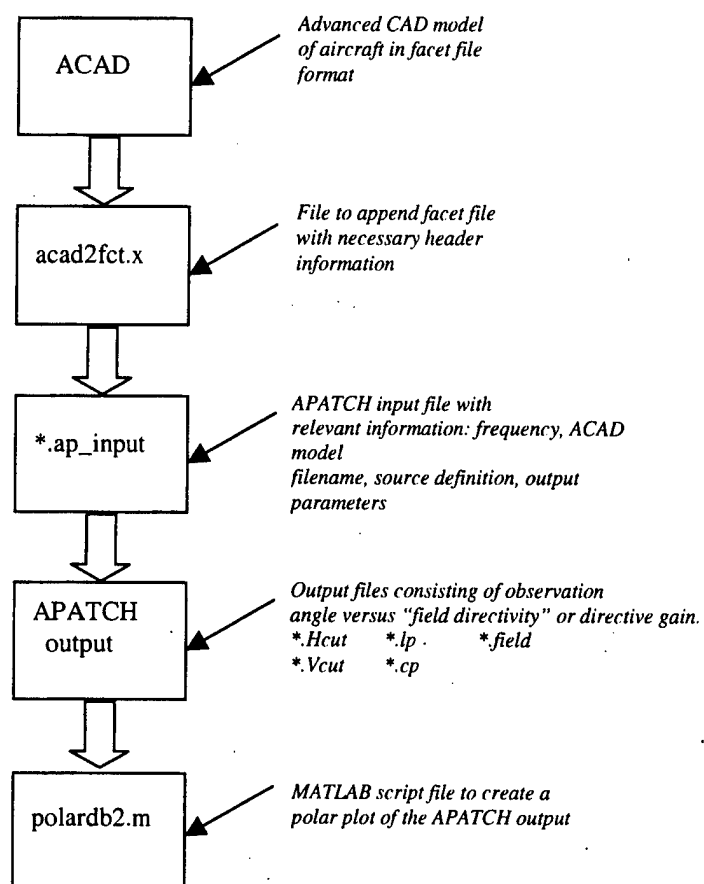 ACAD
Advanced CAD model
of aircraft in facet file
format
acad2fct.x
File to append facet file
with necessary header
information
*.ap_input
APATCH input file with
relevant information: frequency, ACAD
model
filename, source definition, output
parameters
APATCH
output
Output files consisting of observation
angle versus "field directivity" or directive gain.
*.Hcut *.lp *.field
*.Vcut *.cp
polardb2.m
MATLAB script file to create a
polar plot of the APATCH output